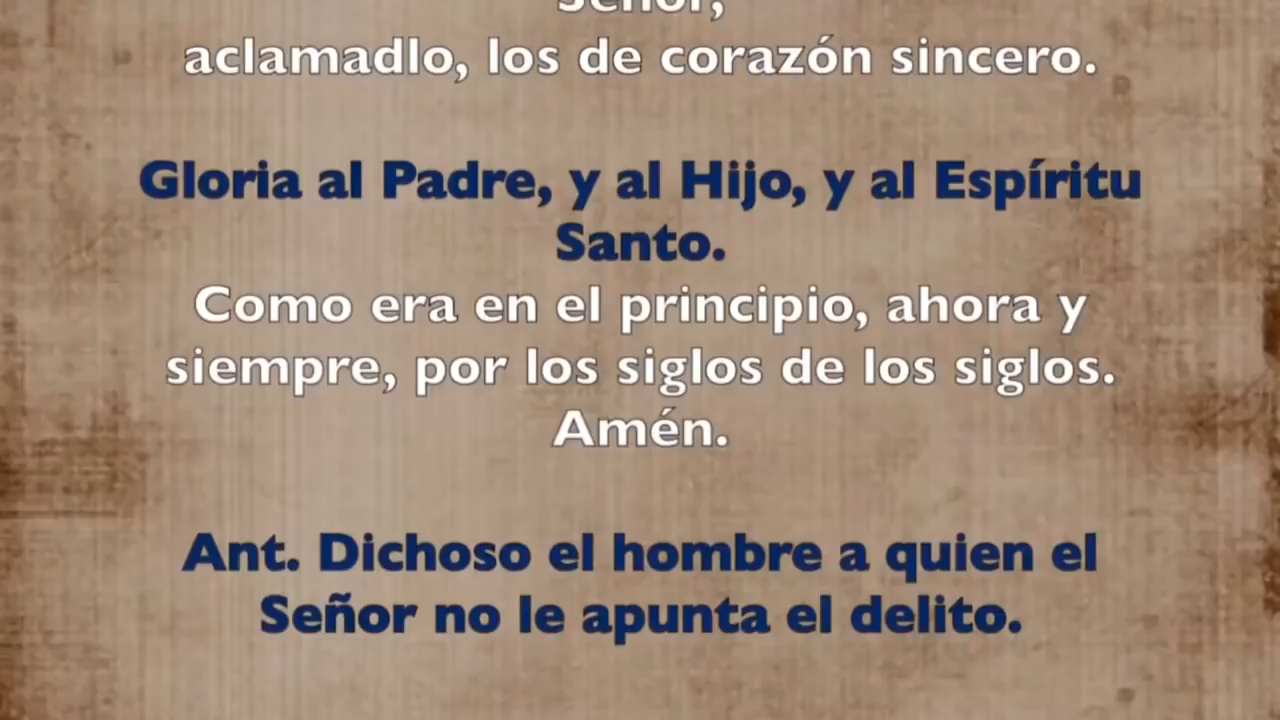 Señor,
aclamadlo, los de corazón sincero.
Gloria al Padre, y al Hijo, y al Espíritu
Santo.
Como era en el principio, ahora y
siempre, por los siglos de los siglos.
Amén.
Ant. Dichoso el hombre a quien el
Señor no le apunta el delito.